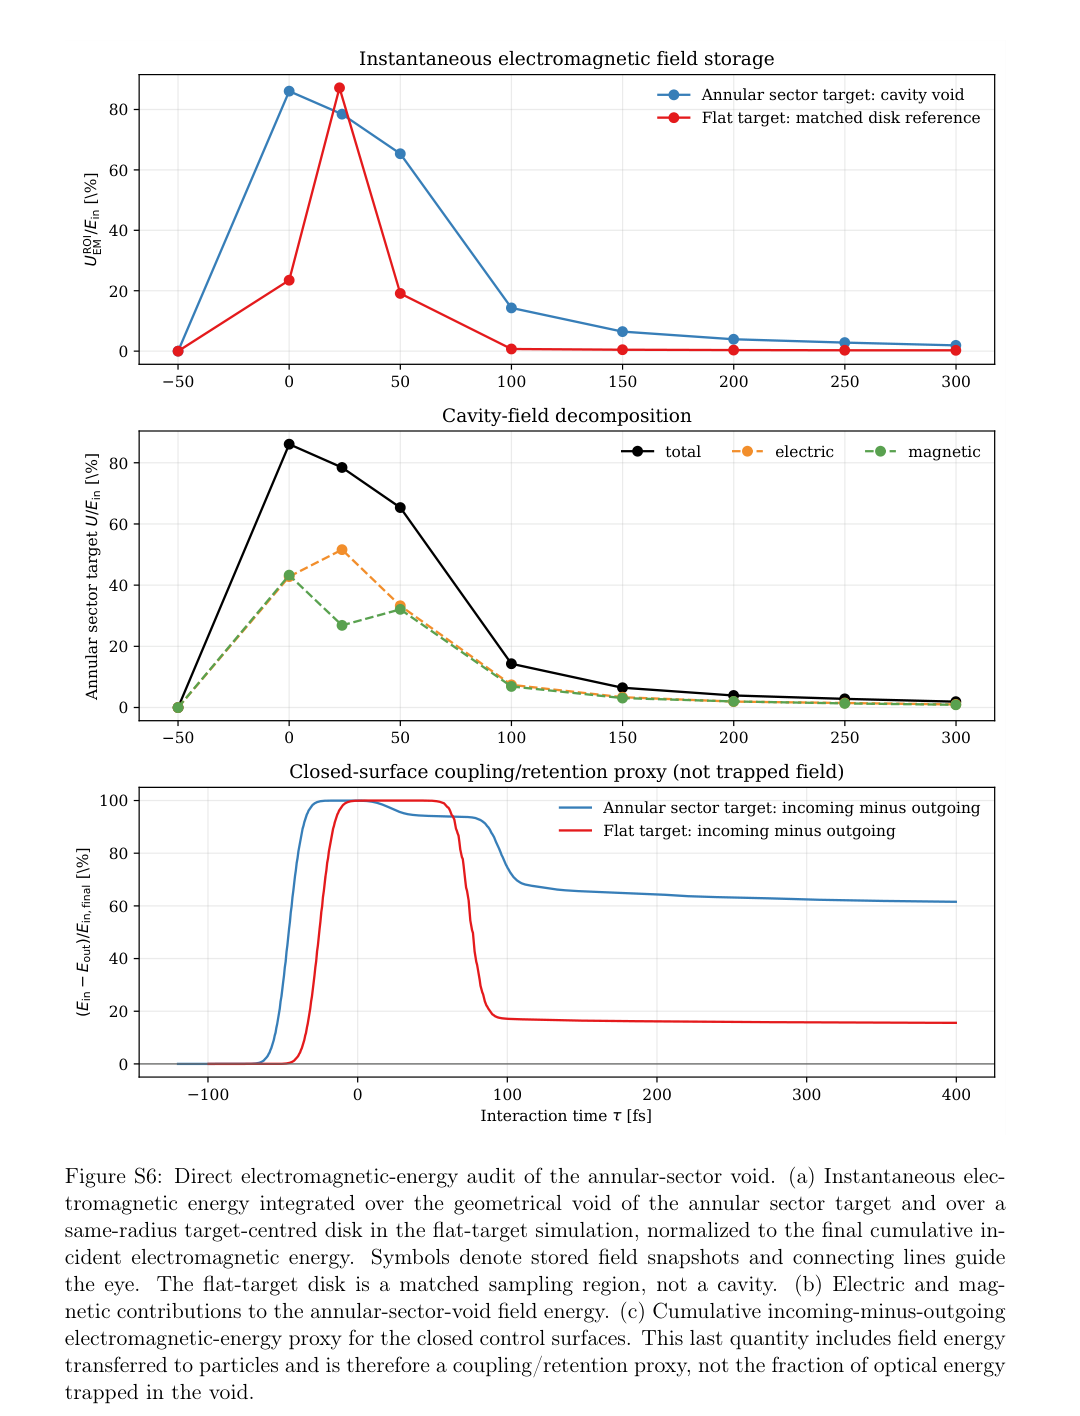 Instantaneous electromagnetic field storage
U_EM^ROI/E_in [\%]
80
60
40
20
0
Annular sector target: cavity void
Flat target: matched disk reference
−50 0 50 100 150 200 250 300
Cavity-field decomposition
Annular sector target U/E_in [\%]
80
60
40
20
0
total electric magnetic
−50 0 50 100 150 200 250 300
Closed-surface coupling/retention proxy (not trapped field)
(E_in − E_out)/E_in, final [\%]
100
80
60
40
20
0
Annular sector target: incoming minus outgoing
Flat target: incoming minus outgoing
−100 0 100 200 300 400
Interaction time τ [fs]
Figure S6: Direct electromagnetic-energy audit of the annular-sector void. (a) Instantaneous elec-
tromagnetic energy integrated over the geometrical void of the annular sector target and over a
same-radius target-centred disk in the flat-target simulation, normalized to the final cumulative in-
cident electromagnetic energy. Symbols denote stored field snapshots and connecting lines guide
the eye. The flat-target disk is a matched sampling region, not a cavity. (b) Electric and mag-
netic contributions to the annular-sector-void field energy. (c) Cumulative incoming-minus-outgoing
electromagnetic-energy proxy for the closed control surfaces. This last quantity includes field energy
transferred to particles and is therefore a coupling/retention proxy, not the fraction of optical energy
trapped in the void.